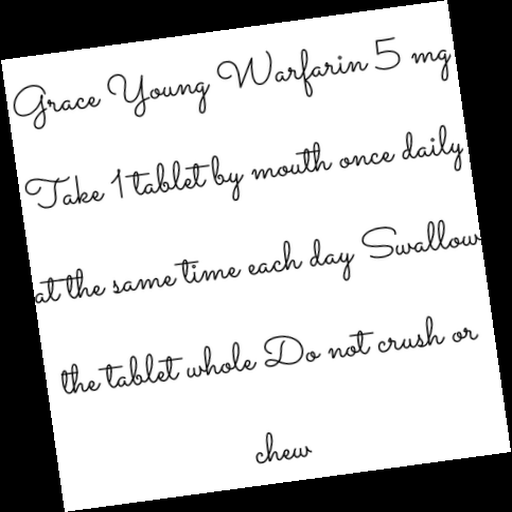 Grace Young Warfarin 5 mg
Take 1 tablet by mouth once daily
at the same time each day Swallow
the tablet whole Do not crush or
chew